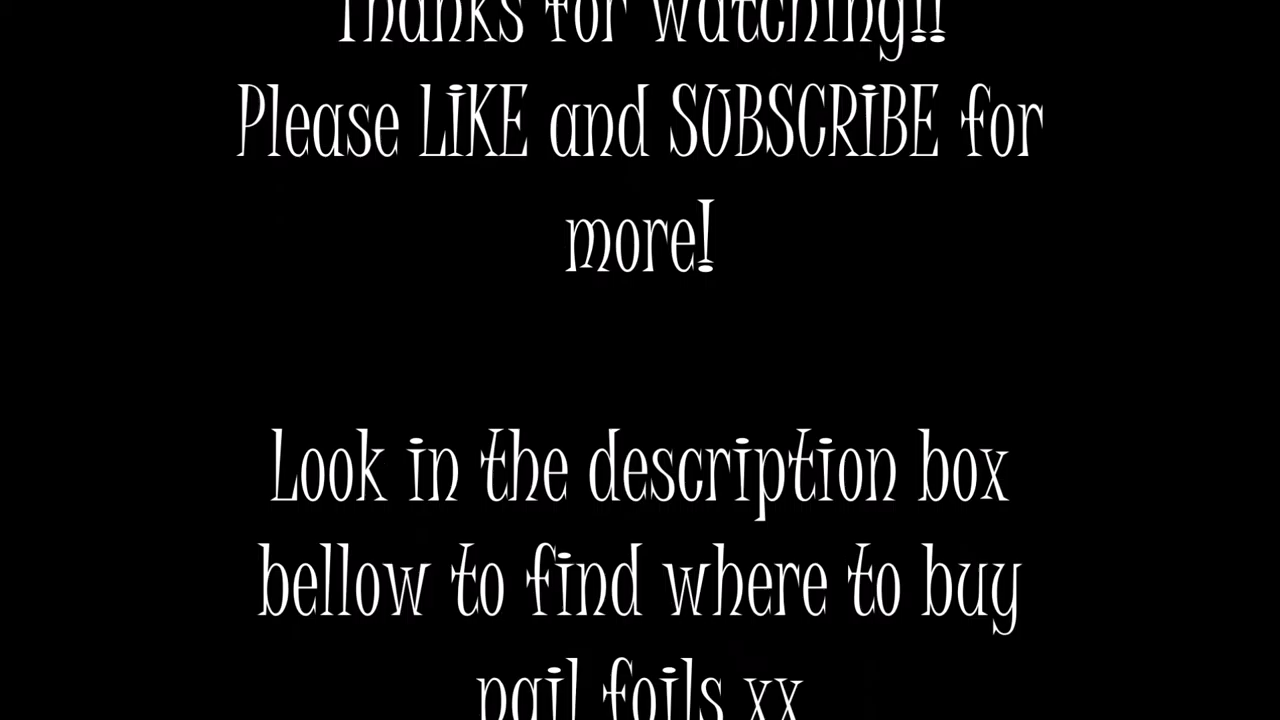 Thanks for watching!!
Please LIKE and SUBSCRIBE for
more!
Look in the description box
bellow to find where to buy
nail foils xx